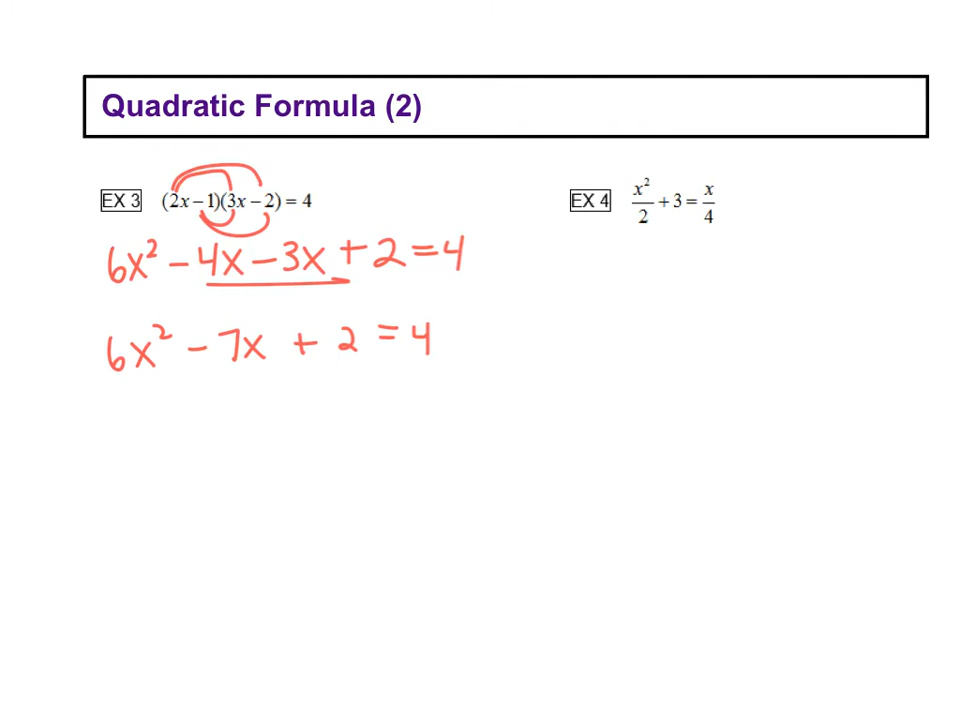 Quadratic Formula (2)
EX 3 (2x − 1)(3x − 2) = 4
6x² − 4x − 3x + 2 = 4
6x² − 7x + 2 = 4
EX 4 x²/2 + 3 = x/4